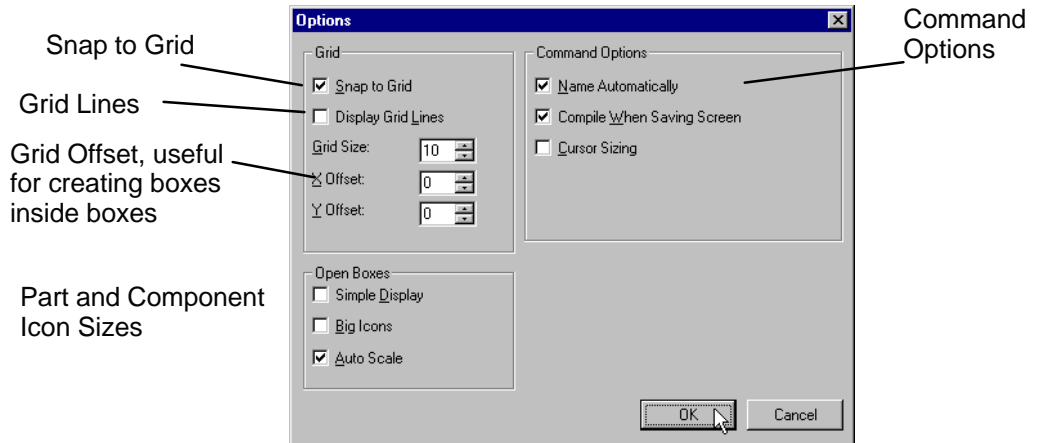 Options
Snap to Grid
Grid Lines
Grid Offset, useful
for creating boxes
inside boxes
Part and Component
Icon Sizes
Grid
Snap to Grid
Display Grid Lines
Grid Size: 10
X Offset: 0
Y Offset: 0
Open Boxes
Simple Display
Big Icons
Auto Scale
Command Options
Name Automatically
Compile When Saving Screen
Cursor Sizing
OK Cancel
Command
Options